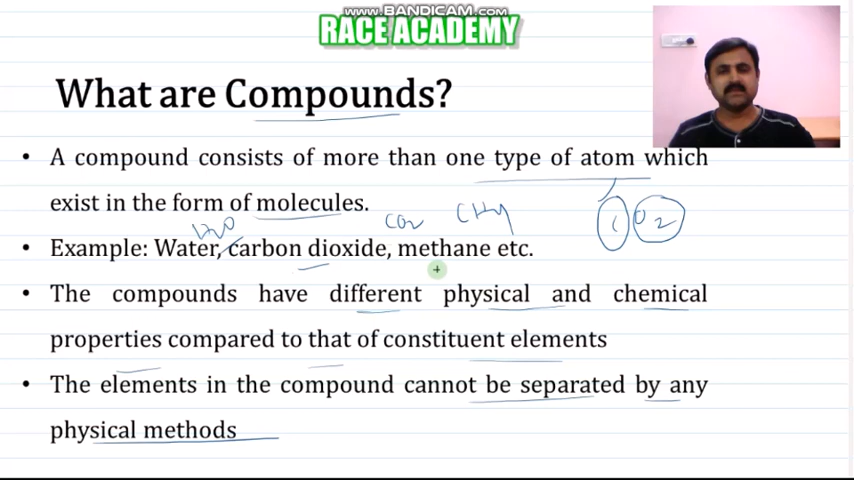 www.BANDICAM.com
RACE ACADEMY
What are Compounds?
• A compound consists of more than one type of atom which
exist in the form of molecules.
H2O CO2 CH4 C O2
• Example: Water, carbon dioxide, methane etc.
• The compounds have different physical and chemical
properties compared to that of constituent elements
• The elements in the compound cannot be separated by any
physical methods